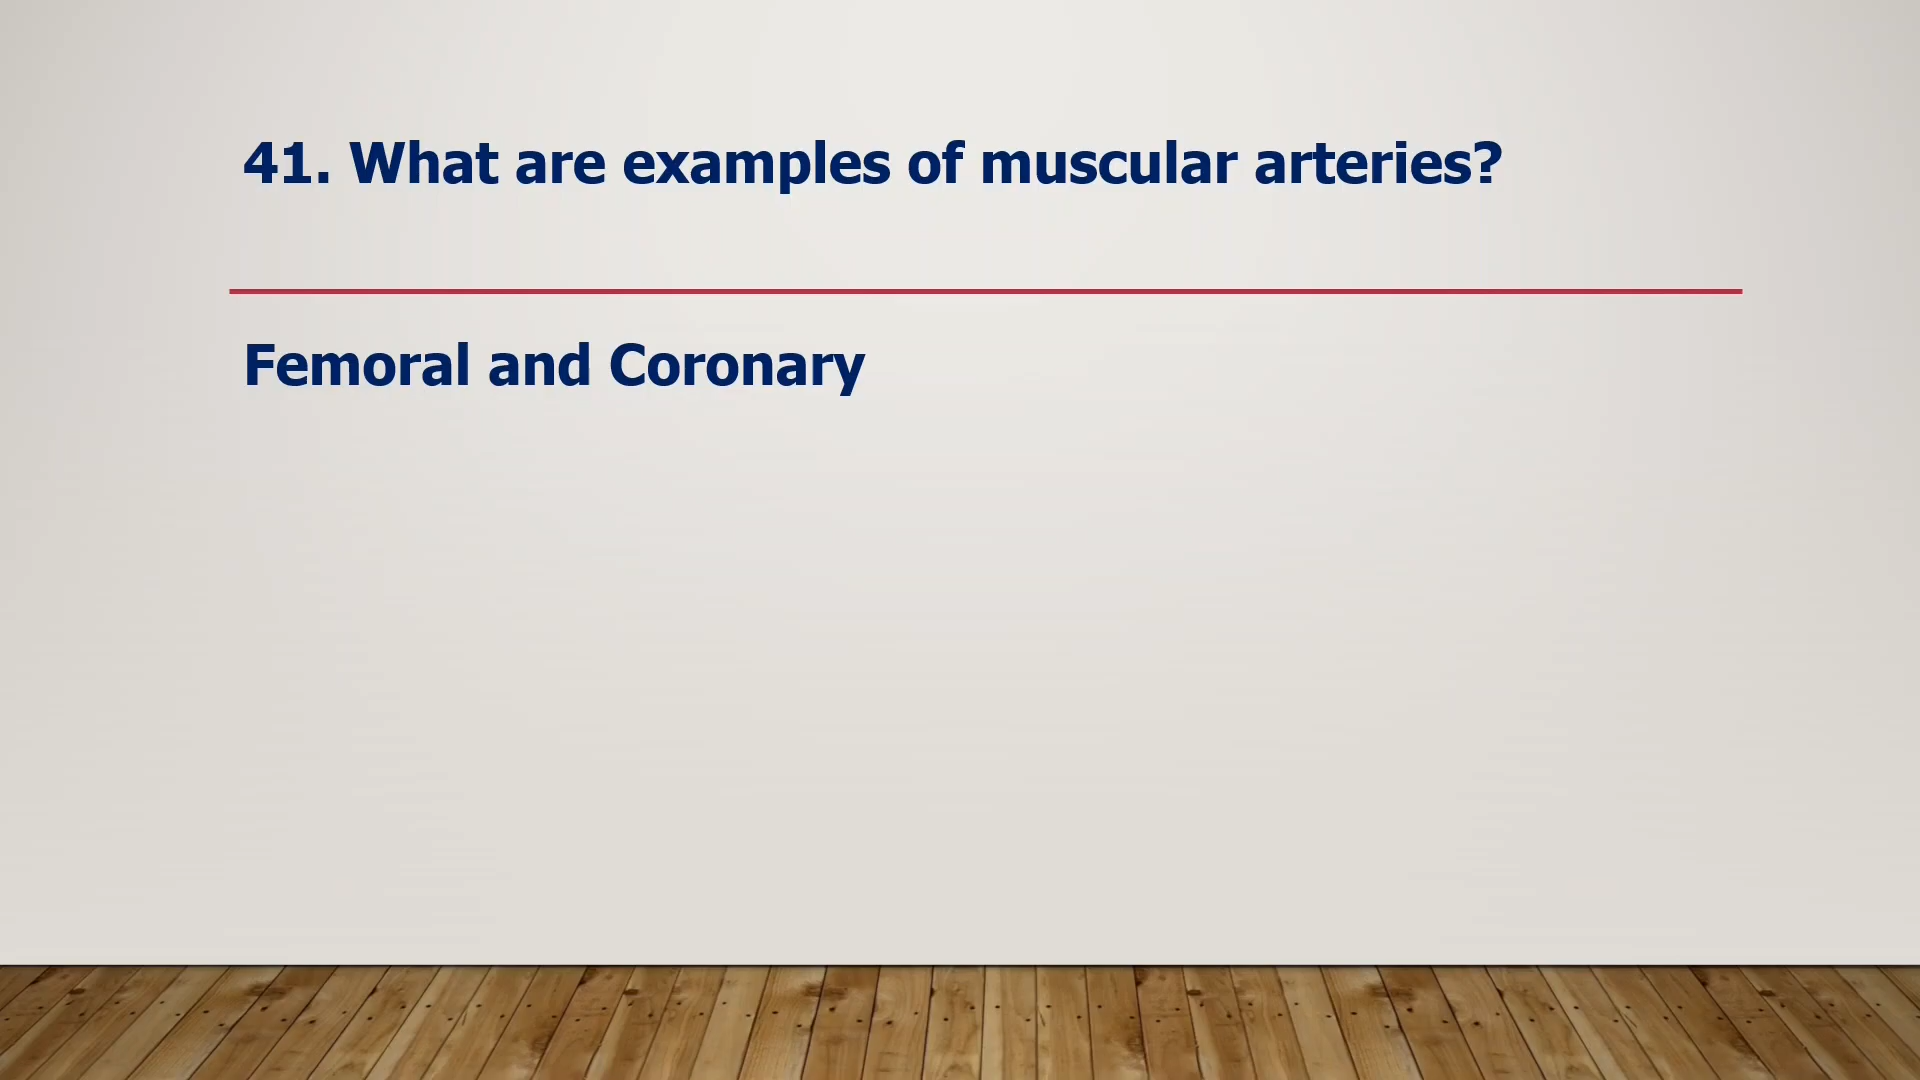 41. What are examples of muscular arteries?
Femoral and Coronary